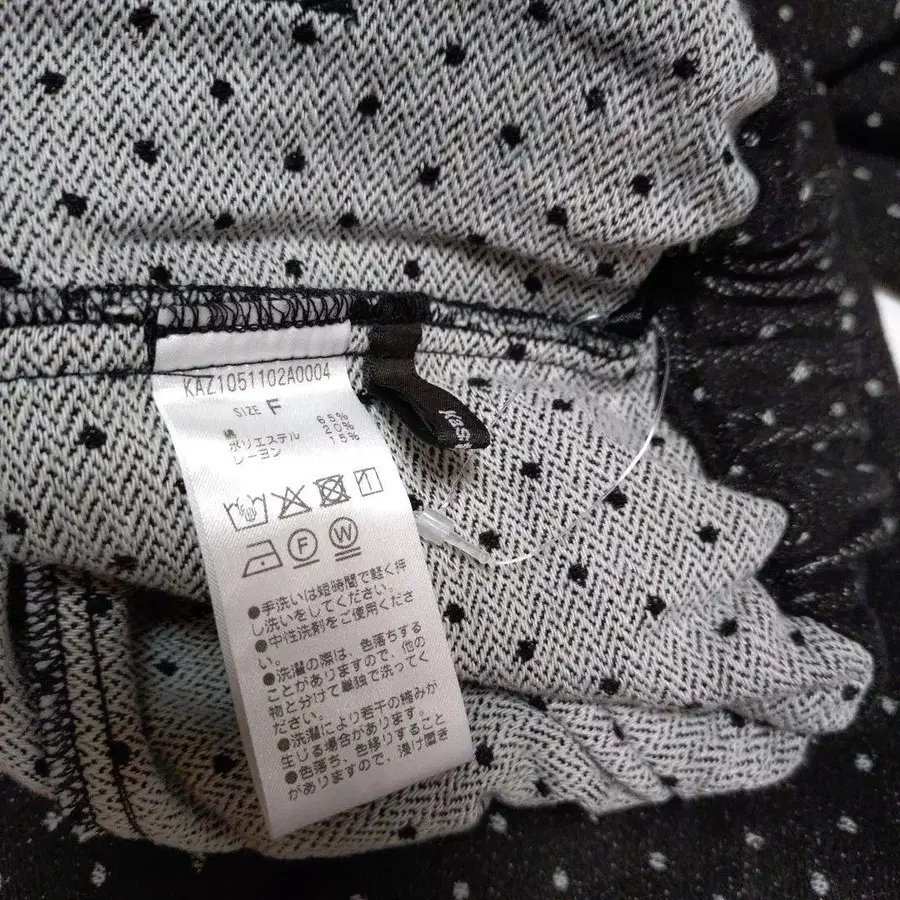 KAZ1051102A0004
SIZE F
綿 65%
ポリエステル 20%
レーヨン 15%
F
W
●手洗いは短時間で軽く押
し洗いをしてください。
●中性洗剤をご使用くださ
い。
●洗濯の際は、色落ちする
ことがありますので、他の
物と分けて単独で洗ってく
ださい。
●洗濯により若干の縮みが
生じる場合があります。
●色落ち、色移りすること
がありますので、浸け置き